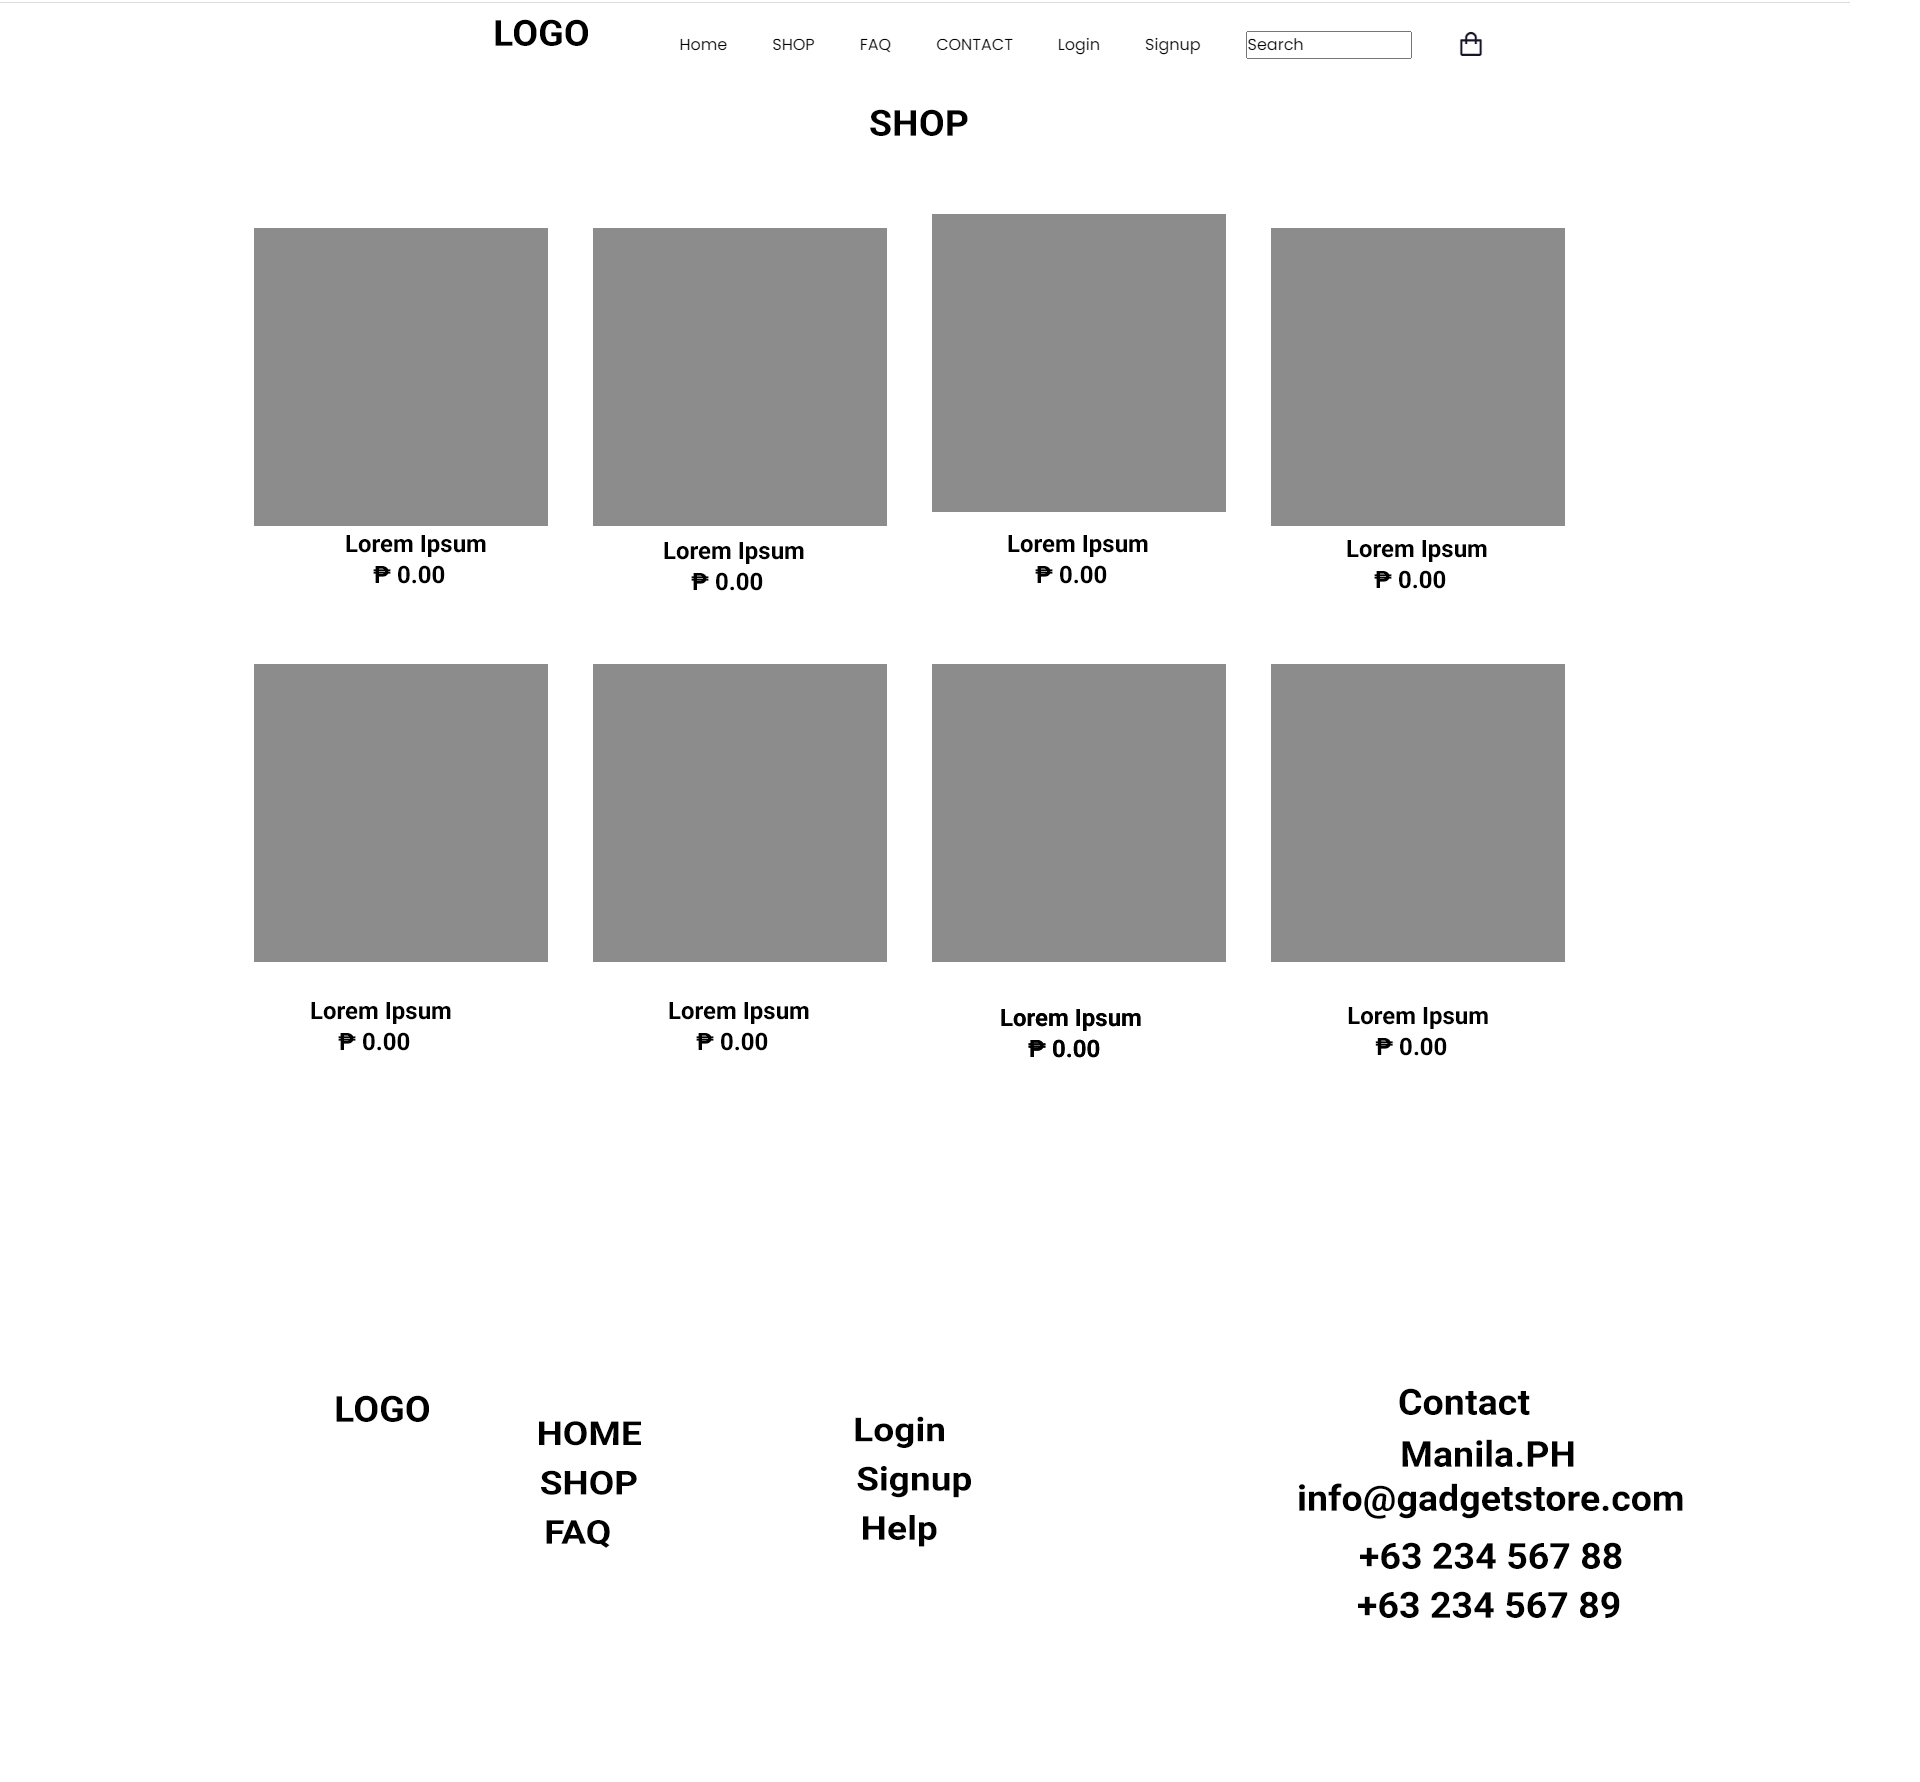 LOGO
Home SHOP FAQ CONTACT Login Signup Search
SHOP
Lorem Ipsum
₱ 0.00
Lorem Ipsum
₱ 0.00
Lorem Ipsum
₱ 0.00
Lorem Ipsum
₱ 0.00
Lorem Ipsum
₱ 0.00
Lorem Ipsum
₱ 0.00
Lorem Ipsum
₱ 0.00
Lorem Ipsum
₱ 0.00
LOGO
HOME
SHOP
FAQ
Login
Signup
Help
Contact
Manila.PH
info@gadgetstore.com
+63 234 567 88
+63 234 567 89